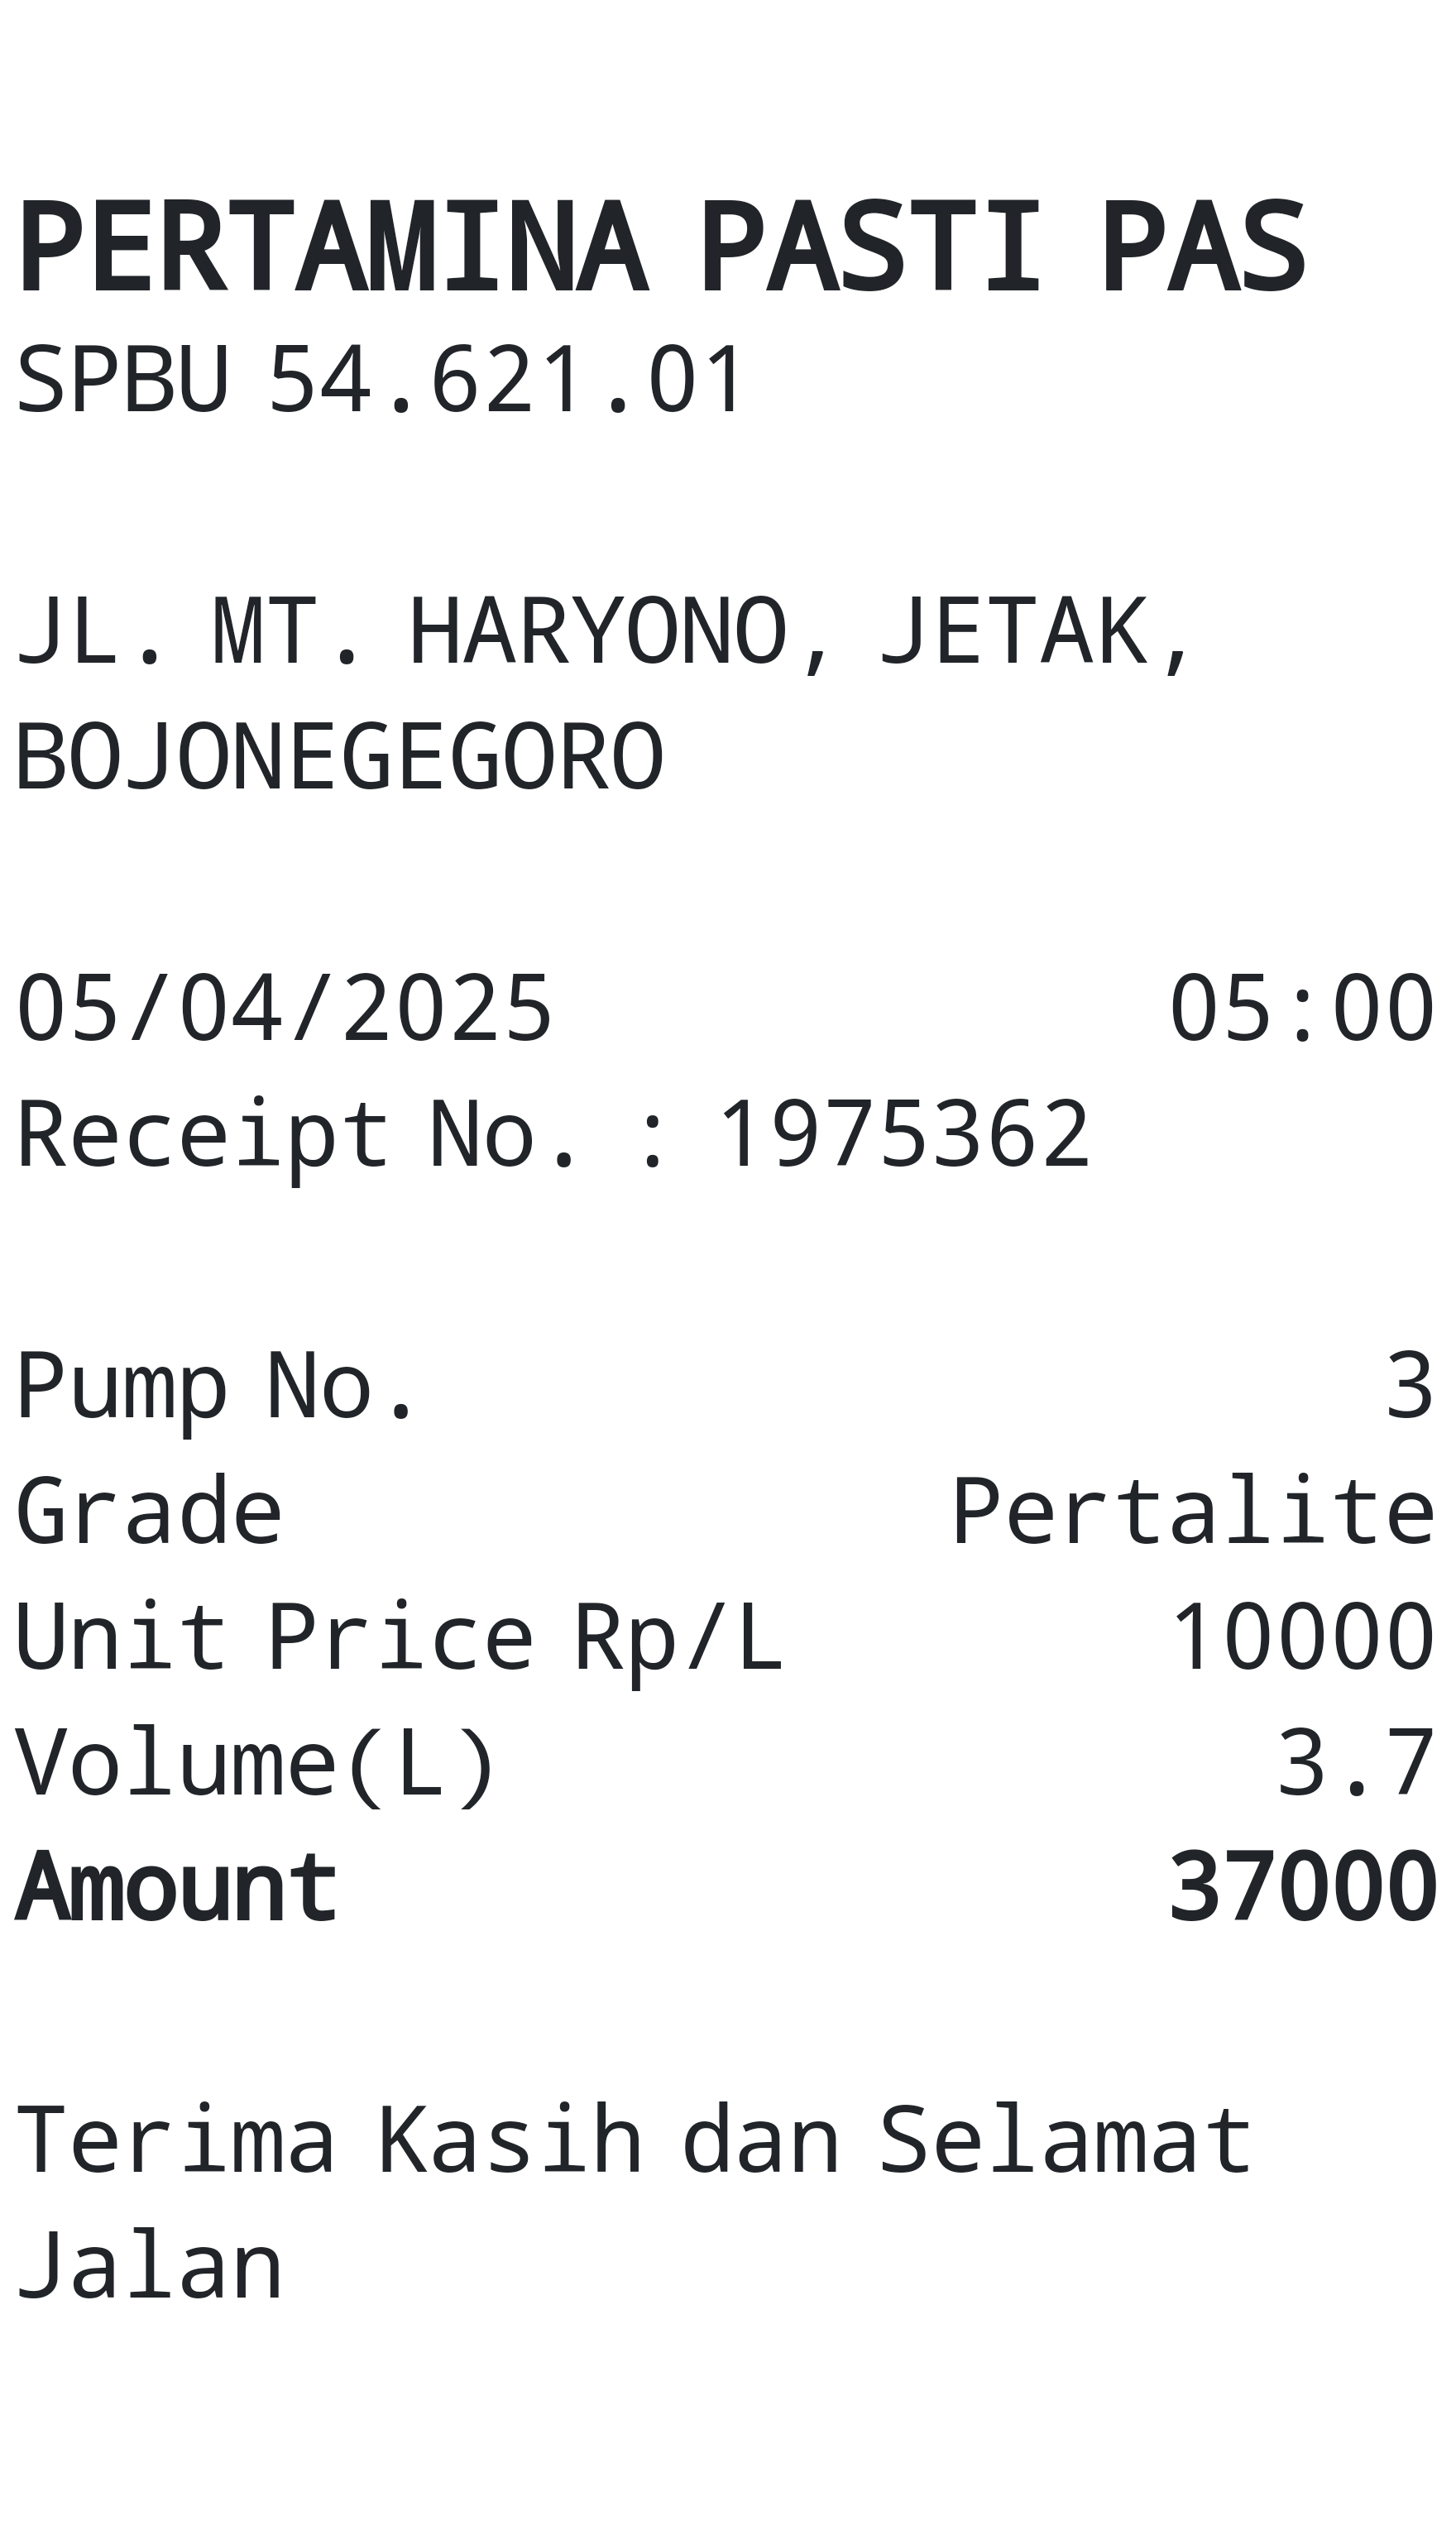 PERTAMINA PASTI PAS
SPBU 54.621.01
JL. MT. HARYONO, JETAK,
BOJONEGEGORO
05/04/2025 05:00
Receipt No. : 1975362
Pump No. 3
Grade Pertalite
Unit Price Rp/L 10000
Volume(L) 3.7
Amount 37000
Terima Kasih dan Selamat
Jalan